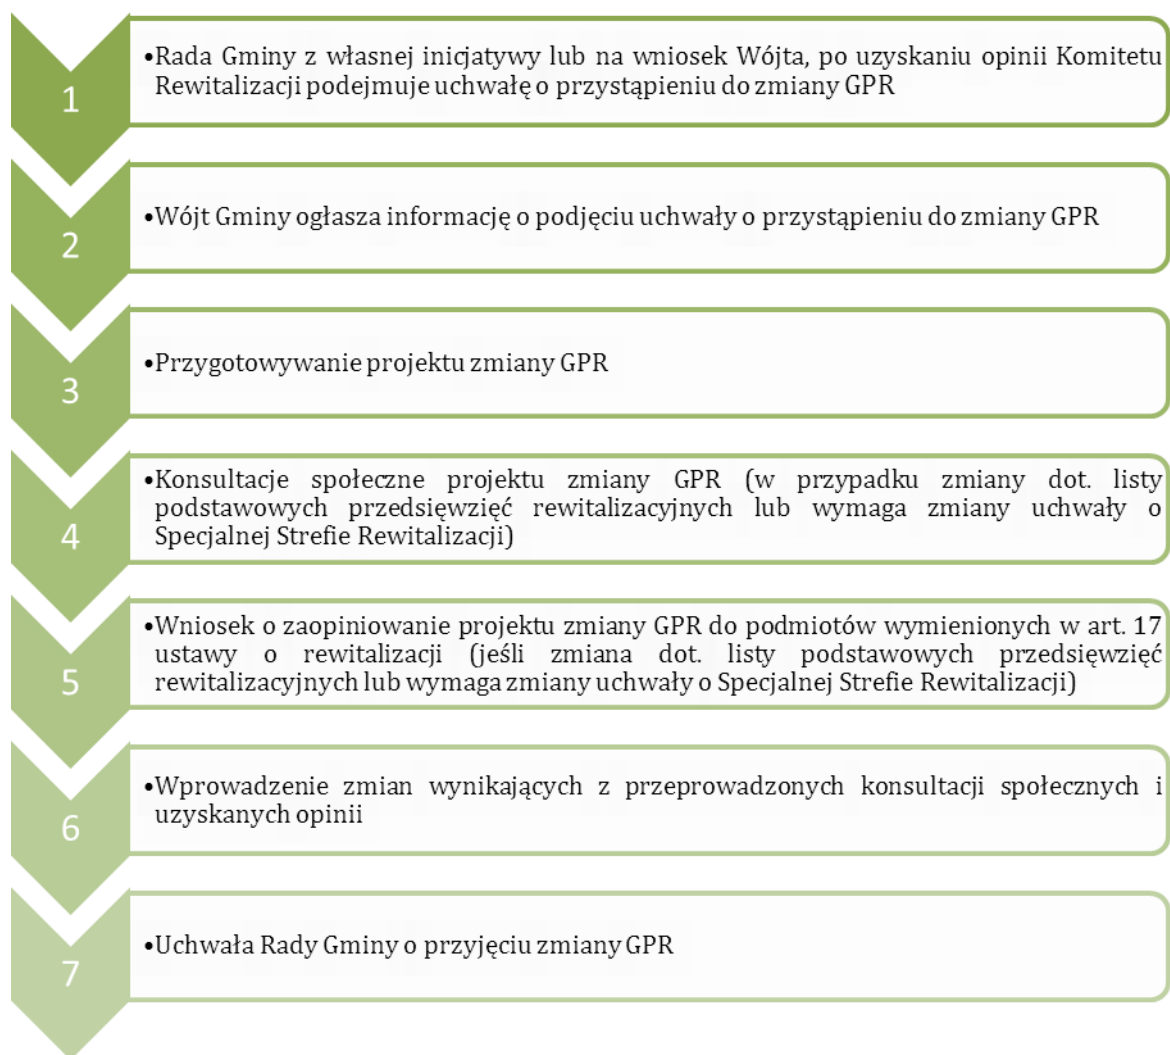 1
•Rada Gminy z własnej inicjatywy lub na wniosek Wójta, po uzyskaniu opinii Komitetu
Rewitalizacji podejmuje uchwałę o przystąpieniu do zmiany GPR
2
•Wójt Gminy ogłasza informację o podjęciu uchwały o przystąpieniu do zmiany GPR
3
•Przygotowywanie projektu zmiany GPR
4
•Konsultacje społeczne projektu zmiany GPR (w przypadku zmiany dot. listy
podstawowych przedsięwzięć rewitalizacyjnych lub wymaga zmiany uchwały o
Specjalnej Strefie Rewitalizacji)
5
•Wniosek o zaopiniowanie projektu zmiany GPR do podmiotów wymienionych w art. 17
ustawy o rewitalizacji (jeśli zmiana dot. listy podstawowych przedsięwzięć
rewitalizacyjnych lub wymaga zmiany uchwały o Specjalnej Strefie Rewitalizacji)
6
•Wprowadzenie zmian wynikających z przeprowadzonych konsultacji społecznych i
uzyskanych opinii
7
•Uchwała Rady Gminy o przyjęciu zmiany GPR